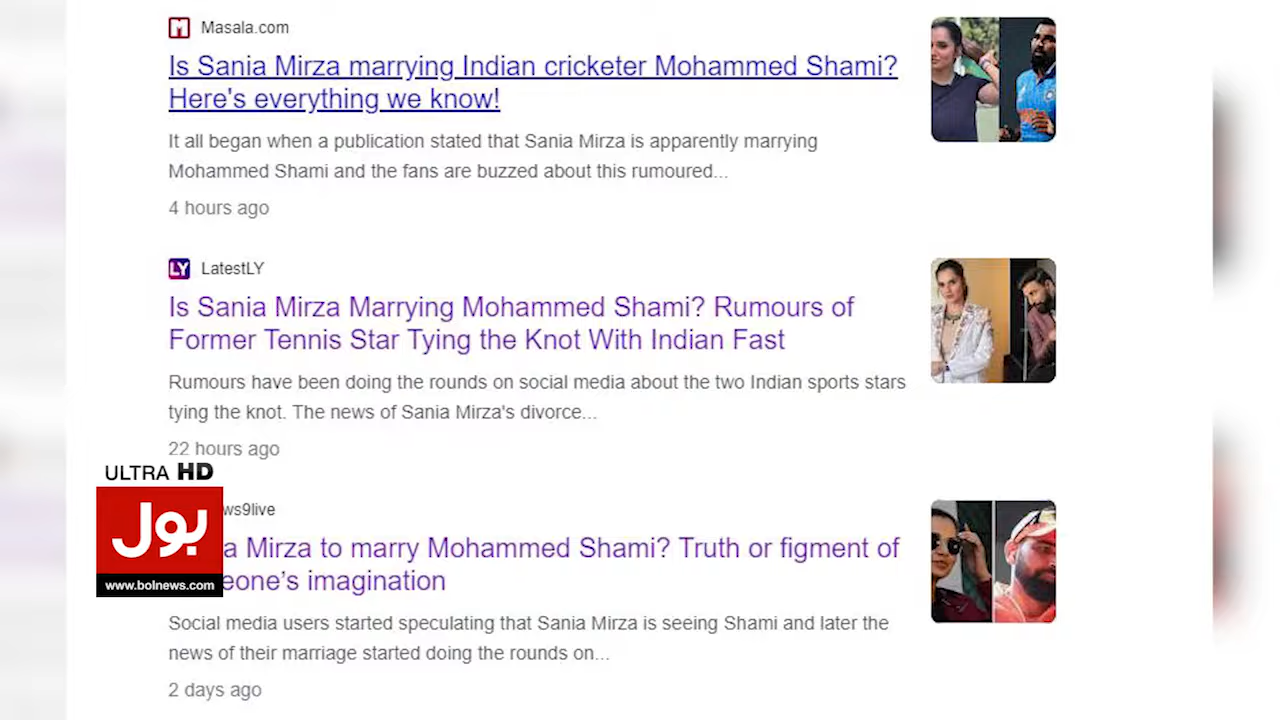 Masala.com
Is Sania Mirza marrying Indian cricketer Mohammed Shami?
Here's everything we know!
It all began when a publication stated that Sania Mirza is apparently marrying
Mohammed Shami and the fans are buzzed about this rumoured...
4 hours ago
LY LatestLY
Is Sania Mirza Marrying Mohammed Shami? Rumours of
Former Tennis Star Tying the Knot With Indian Fast
Rumours have been doing the rounds on social media about the two Indian sports stars
tying the knot. The news of Sania Mirza's divorce...
22 hours ago
ULTRA HD
بول
www.bolnews.com
ws9live
a Mirza to marry Mohammed Shami? Truth or figment of
eone’s imagination
Social media users started speculating that Sania Mirza is seeing Shami and later the
news of their marriage started doing the rounds on...
2 days ago